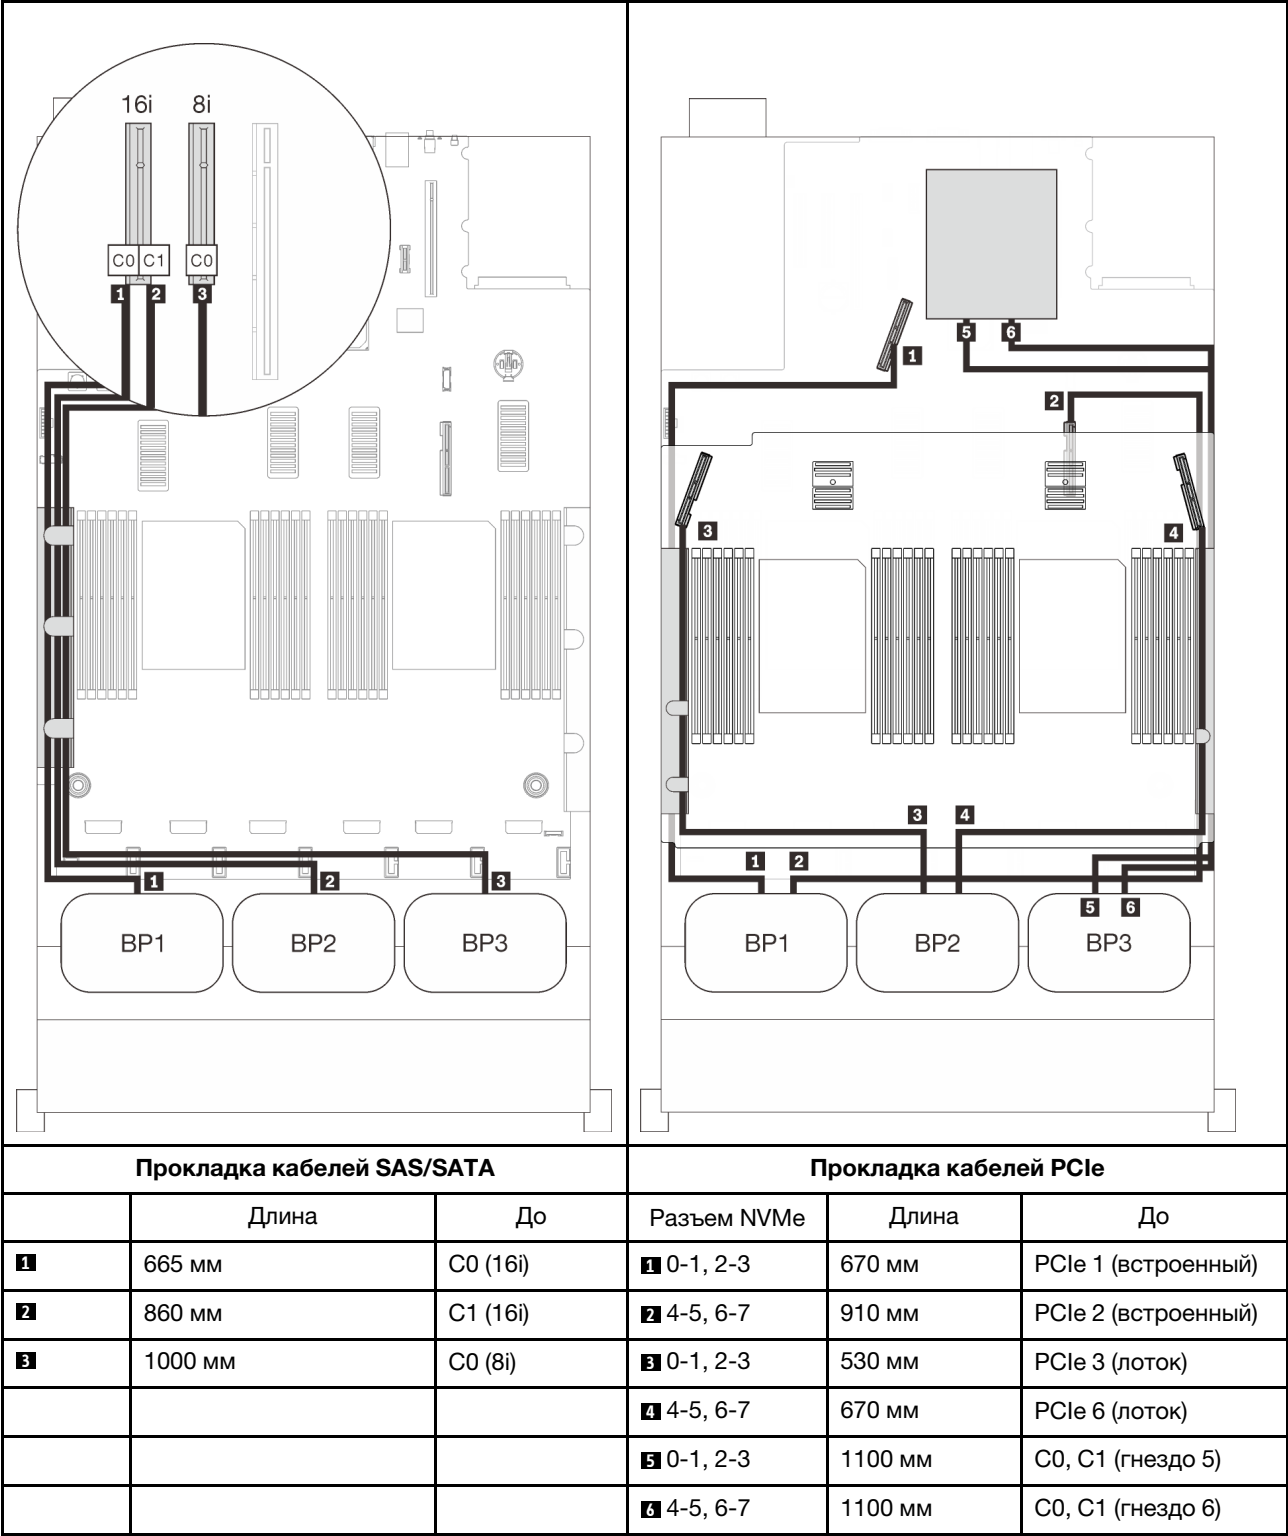 16i 8i
C0 C1 C0
1 2 3
1 2 3
BP1 BP2 BP3
5 6
1
2
3 4
3 4
1 2
5 6
BP1 BP2 BP3
Прокладка кабелей SAS/SATA
Прокладка кабелей PCIe
Длина До Разъем NVMe Длина До
1 665 мм C0 (16i) 1 0-1, 2-3 670 мм PCIe 1 (встроенный)
2 860 мм C1 (16i) 2 4-5, 6-7 910 мм PCIe 2 (встроенный)
3 1000 мм C0 (8i) 3 0-1, 2-3 530 мм PCIe 3 (лоток)
4 4-5, 6-7 670 мм PCIe 6 (лоток)
5 0-1, 2-3 1100 мм C0, C1 (гнездо 5)
6 4-5, 6-7 1100 мм C0, C1 (гнездо 6)